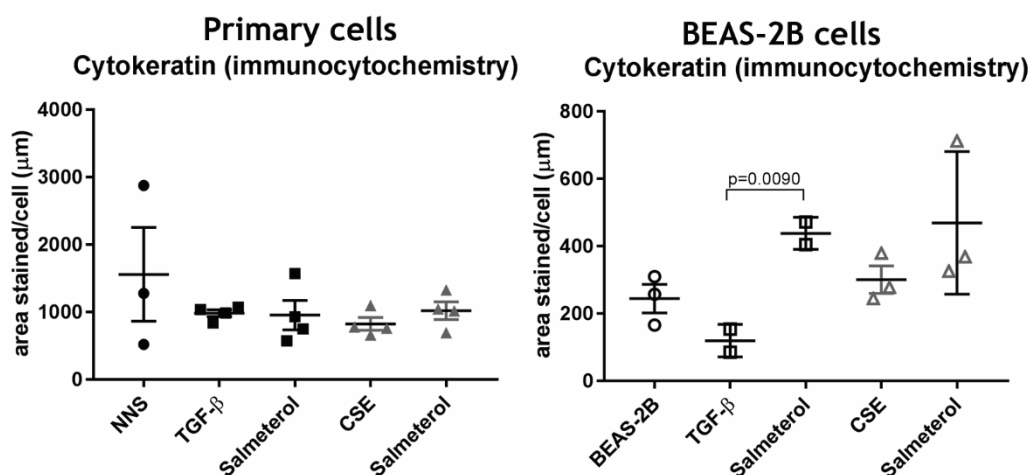 Primary cells
Cytokeratin (immunocytochemistry)
area stained/cell (μm)
4000
3000
2000
1000
0
NNS
TGF-β
Salmeterol
CSE
Salmeterol
BEAS-2B cells
Cytokeratin (immunocytochemistry)
area stained/cell (μm)
800
600
400
200
0
p=0.0090
BEAS-2B
TGF-β
Salmeterol
CSE
Salmeterol